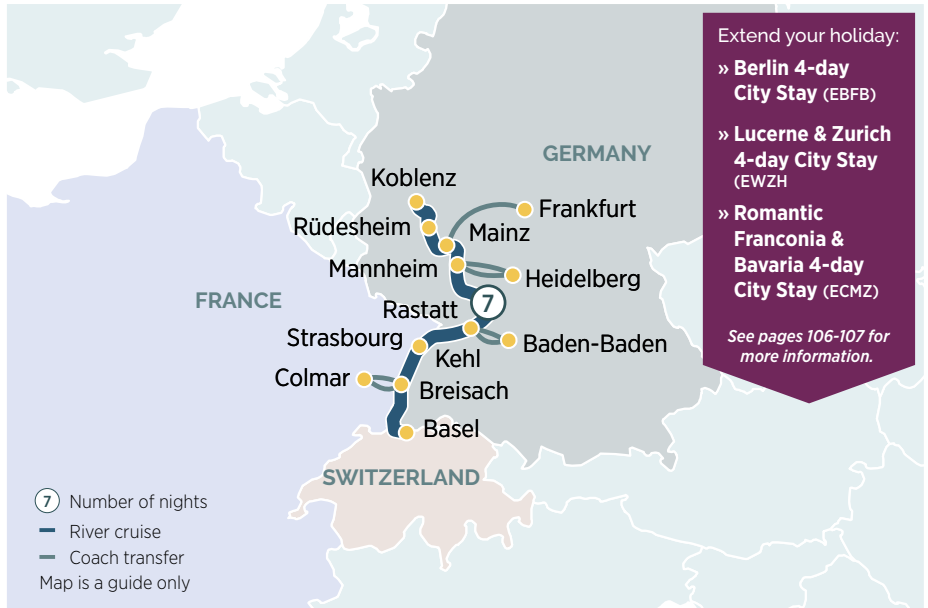 Extend your holiday:
» Berlin 4-day
City Stay (EBFB)
» Lucerne & Zurich
4-day City Stay
(EWZH
» Romantic
Franconia &
Bavaria 4-day
City Stay (ECMZ)
See pages 106-107 for
more information.
GERMANY
Koblenz
Frankfurt
Rüdesheim
Mainz
Mannheim
Heidelberg
FRANCE
7
Rastatt
Strasbourg
Baden-Baden
Kehl
Colmar
Breisach
Basel
SWITZERLAND
7 Number of nights
River cruise
Coach transfer
Map is a guide only